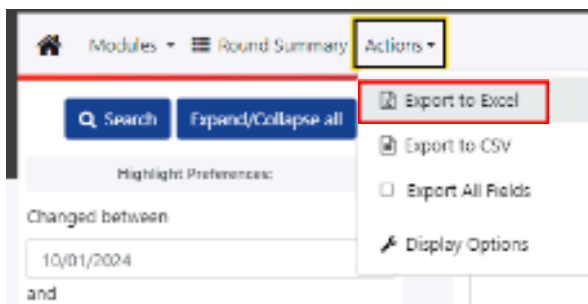 Modules Round Summary Actions
Search Expand/Collapse all
Export to Excel
Export to CSV
Export All Fields
Display Options
Highlight Preferences:
Changed between
10/01/2024
and